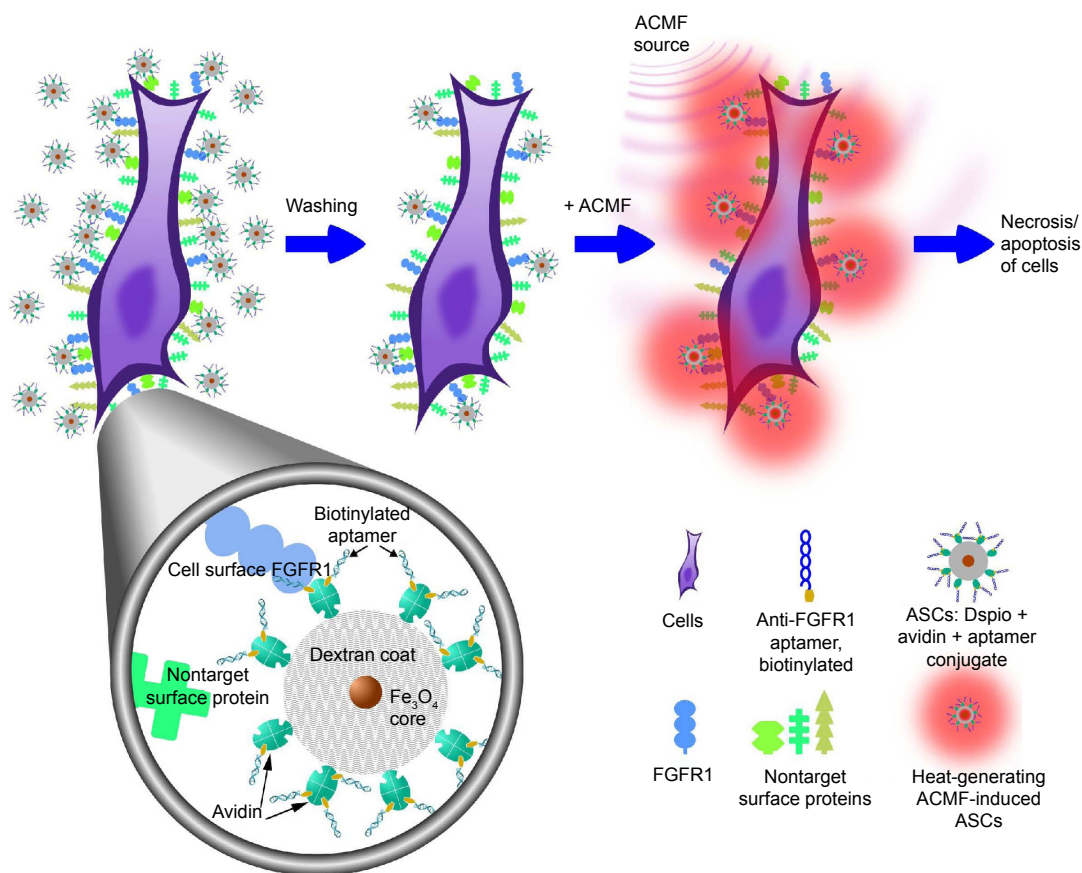 ACMF
source
Washing
+ ACMF
Necrosis/
apoptosis
of cells
Biotinylated
aptamer
Cell surface FGFR1
Dextran coat
Nontarget
surface protein
Fe₃O₄
core
Avidin
Cells
Anti-FGFR1
aptamer,
biotinylated
ASCs: Dspio +
avidin + aptamer
conjugate
FGFR1
Nontarget
surface proteins
Heat-generating
ACMF-induced
ASCs